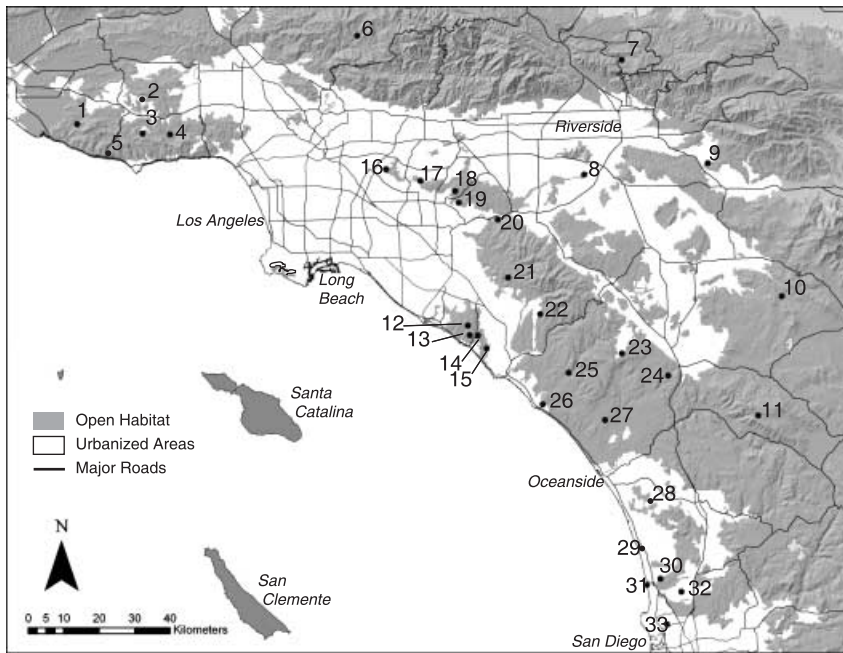 6
7
2
1
3
4
5
Riverside
9
8
16
17
18
19
Los Angeles
20
21
Long
Beach
10
12
22
13
14
15
23
24
25
Santa
Catalina
26
27
11
Open Habitat
Urbanized Areas
Major Roads
Oceanside
28
N
29
San
Clemente
30
31
32
0 5 10 20 30 40
Kilometers
33
San Diego